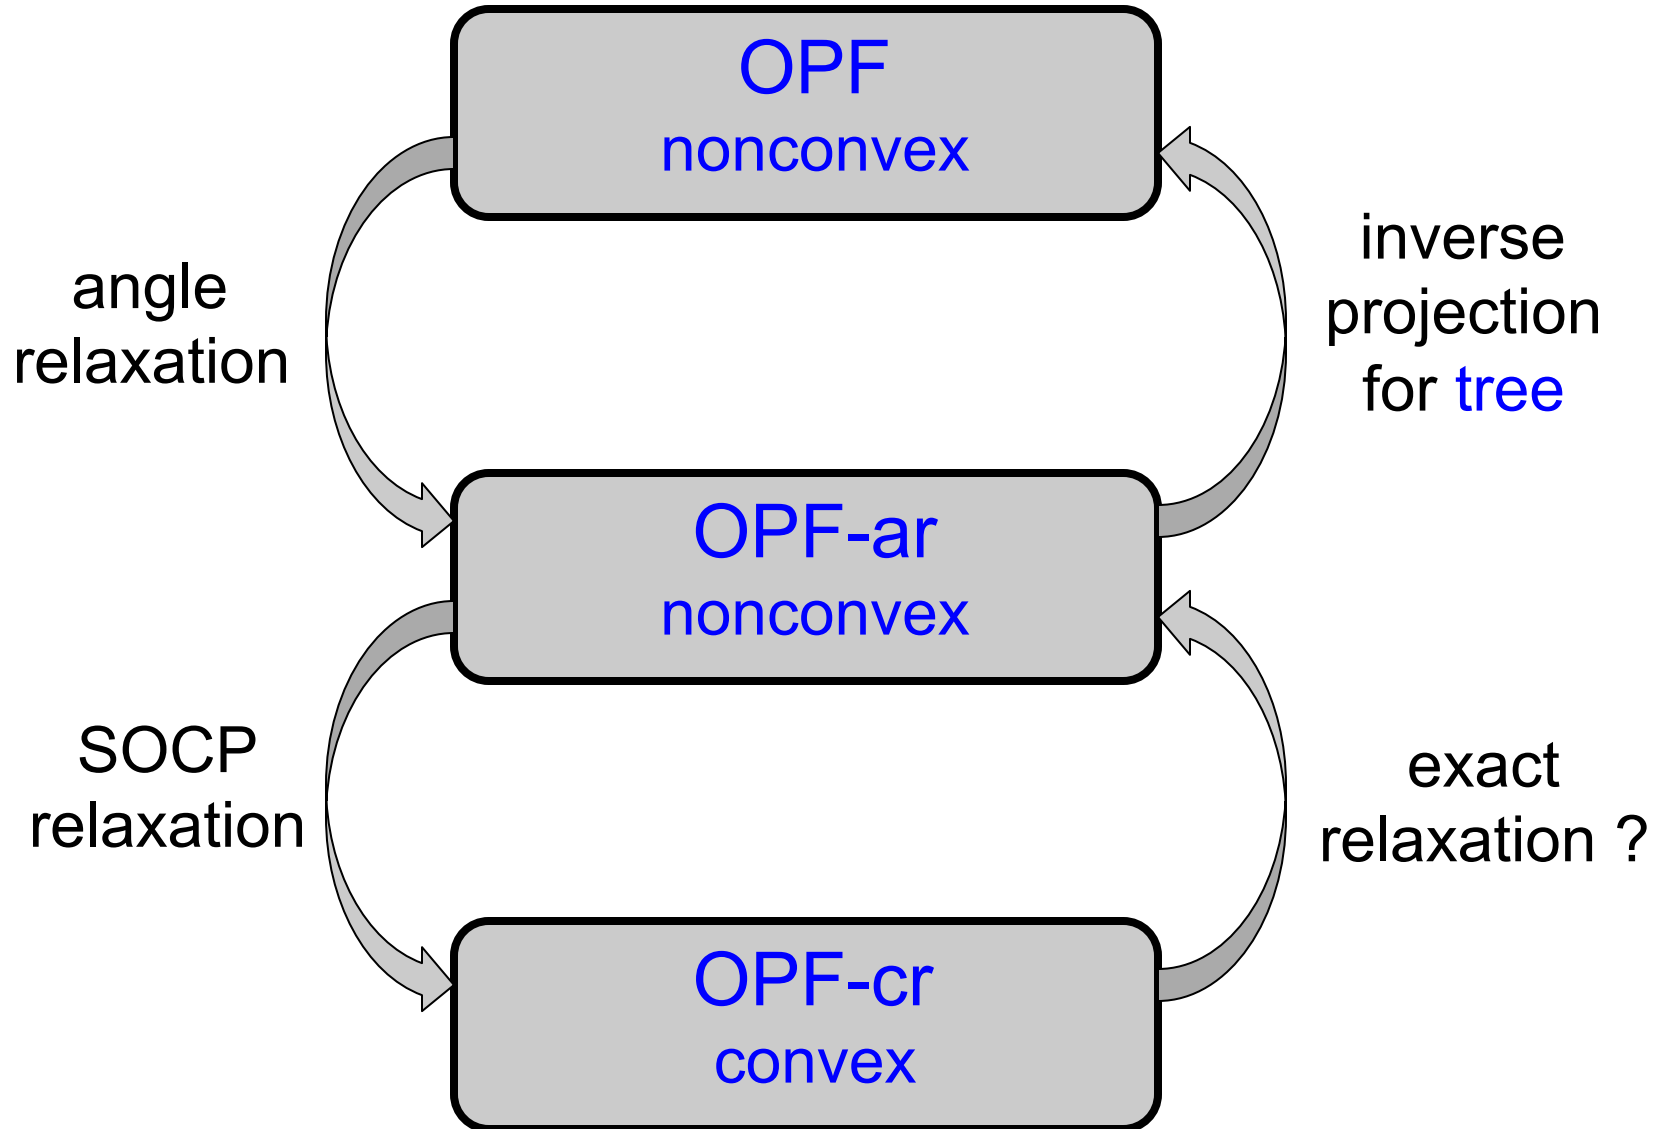 OPF
nonconvex
angle
relaxation
inverse
projection
for tree
OPF-ar
nonconvex
SOCP
relaxation
exact
relaxation ?
OPF-cr
convex